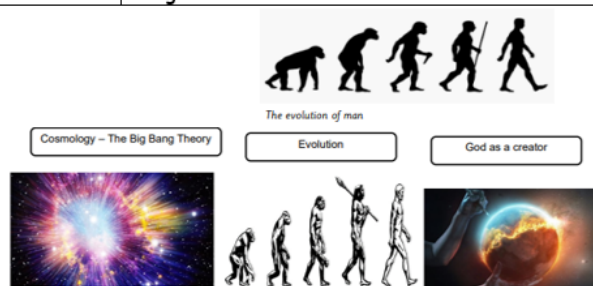 The evolution of man
Cosmology – The Big Bang Theory
Evolution
God as a creator